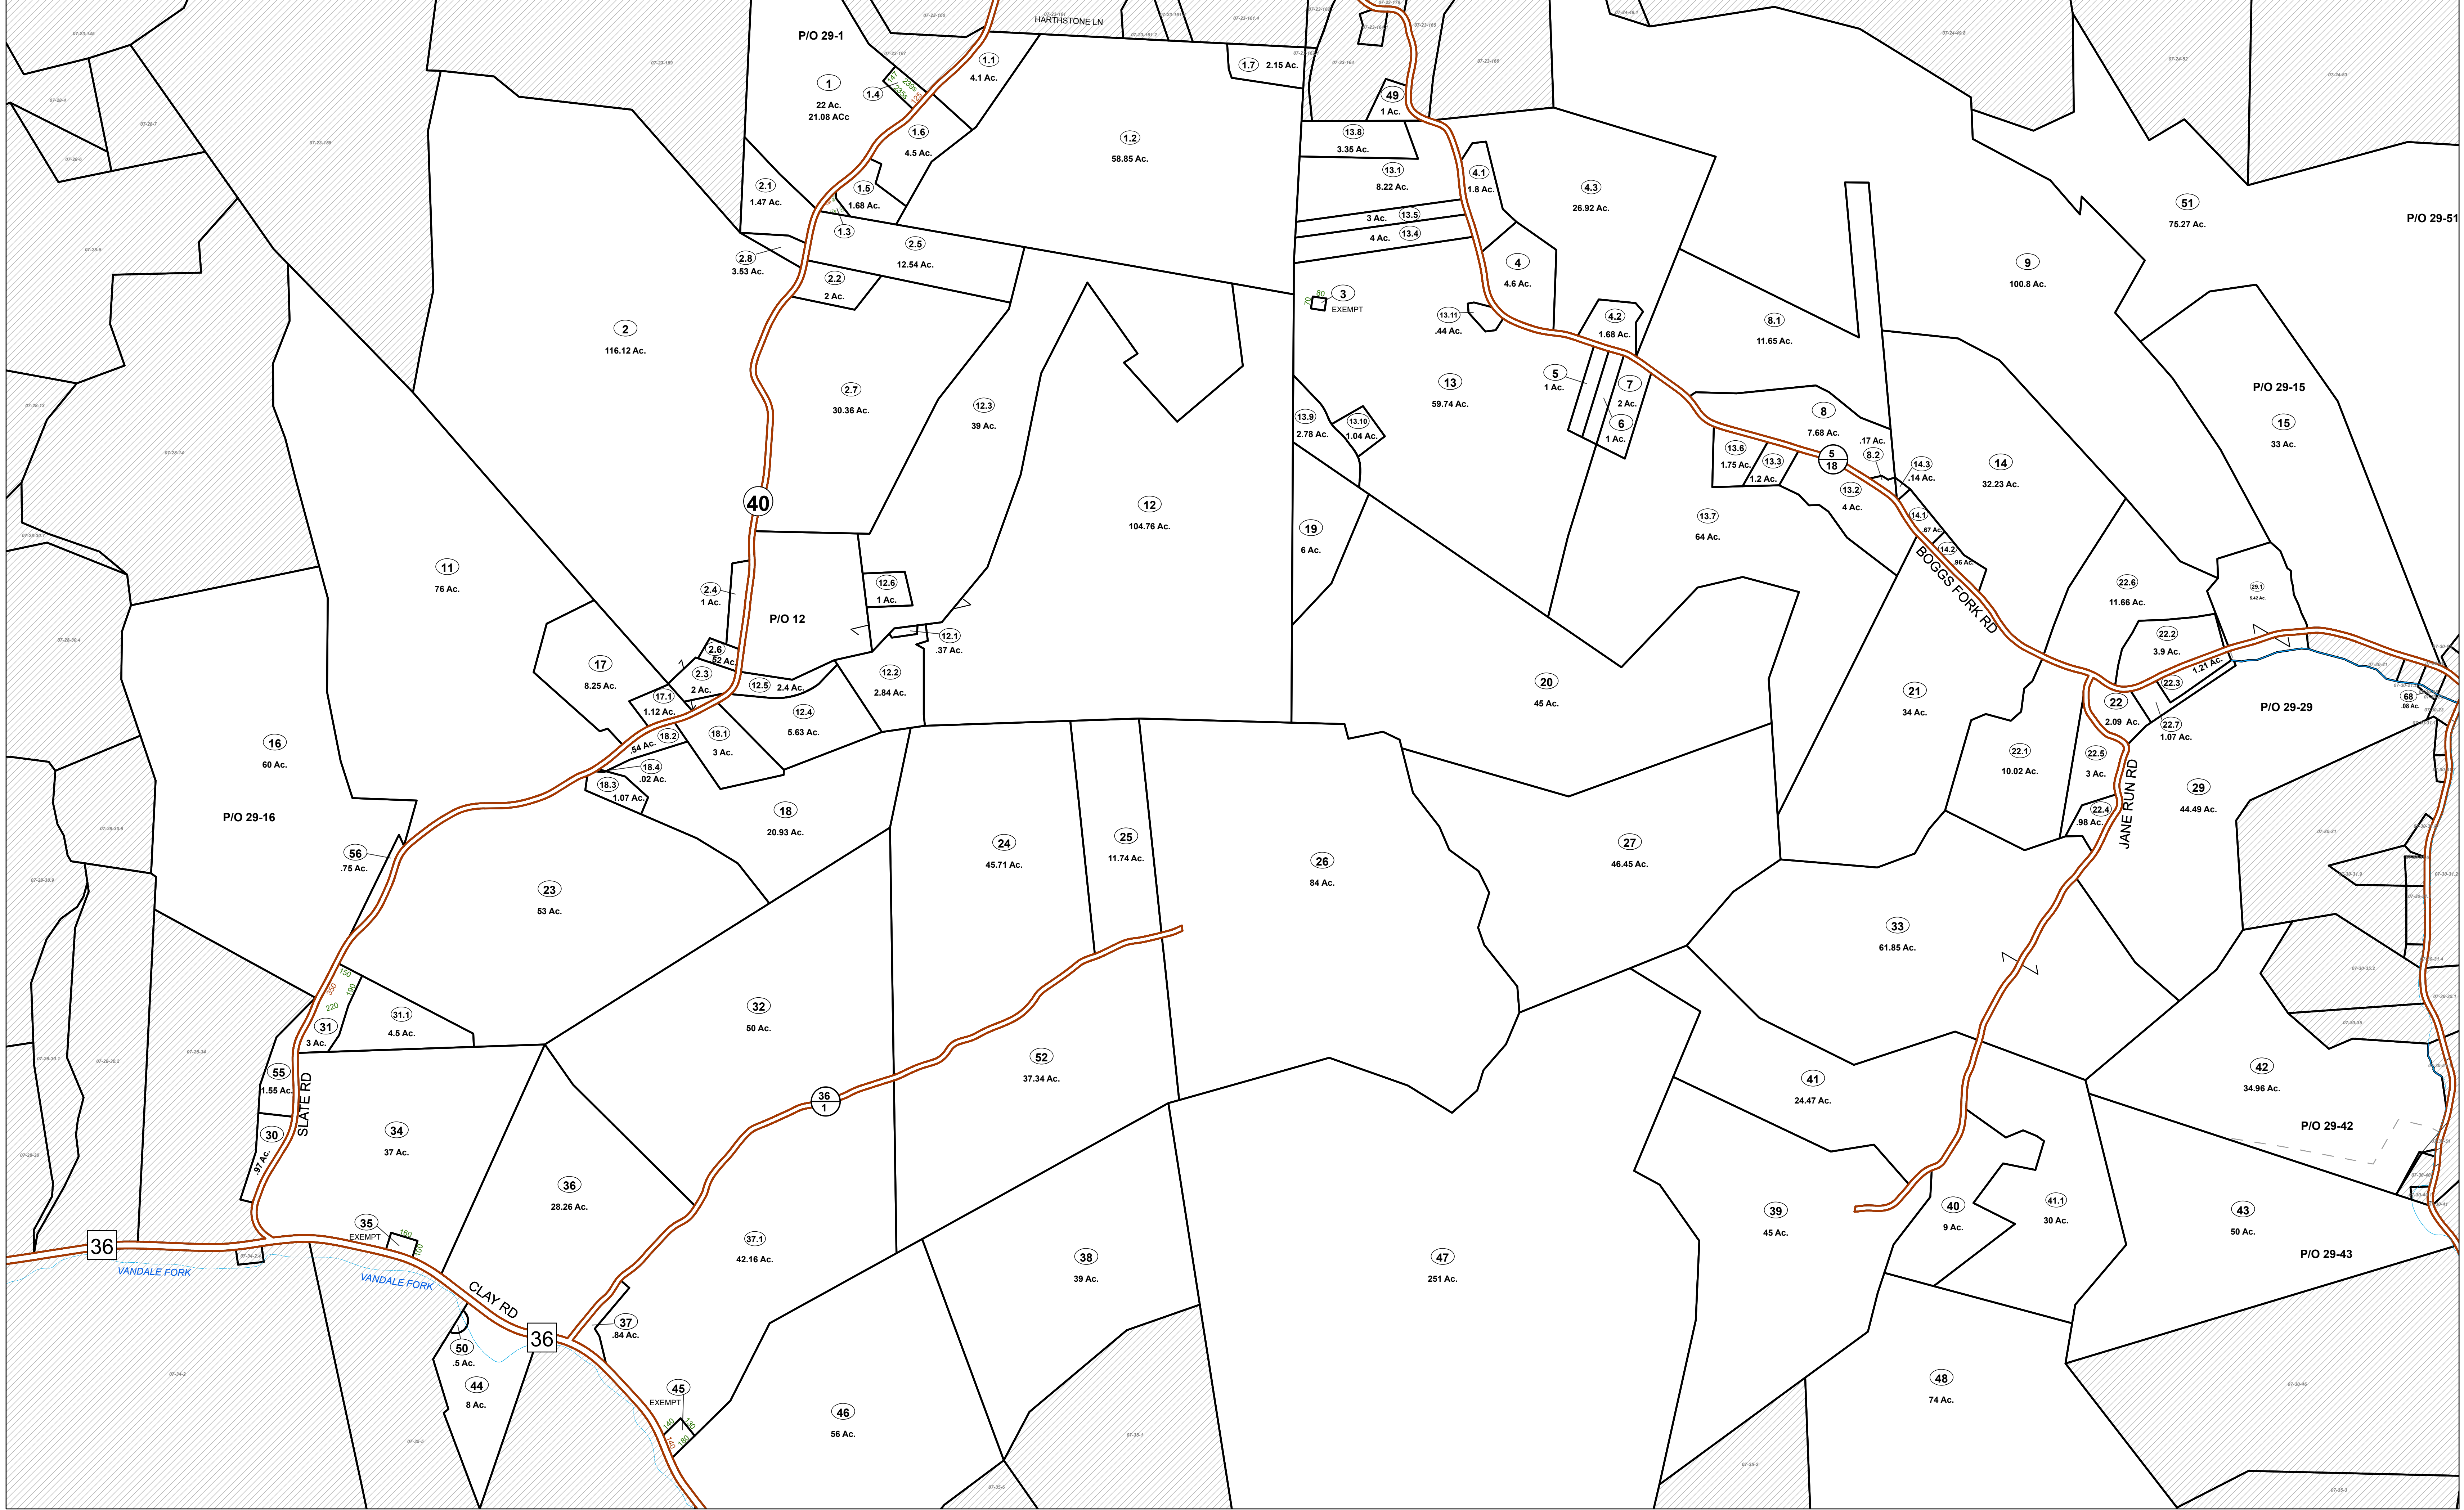 HARTHSTONE LN
P/O 29-1
1
22 Ac.
21.08 ACc
1.4
147
239s
235s
125
1.1
4.1 Ac.
1.7
2.15 Ac.
1.6
4.5 Ac.
1.2
58.85 Ac.
49
1 Ac.
13.8
3.35 Ac.
13.1
8.22 Ac.
4.1
1.8 Ac.
4.3
26.92 Ac.
51
75.27 Ac.
P/O 29-51
2.1
1.47 Ac.
1.5
1.68 Ac.
1.3
3 Ac.
13.5
4 Ac.
13.4
2.8
3.53 Ac.
2.5
12.54 Ac.
2.2
2 Ac.
4
4.6 Ac.
9
100.8 Ac.
70
80
3
EXEMPT
13.11
.44 Ac.
4.2
1.68 Ac.
8.1
11.65 Ac.
2
116.12 Ac.
2.7
30.36 Ac.
12.3
39 Ac.
13
59.74 Ac.
5
1 Ac.
7
2 Ac.
6
1 Ac.
P/O 29-15
15
33 Ac.
13.9
2.78 Ac.
13.10
1.04 Ac.
8
7.68 Ac.
.17 Ac.
8.2
5
18
13.6
1.75 Ac.
13.3
1.2 Ac.
14.3
.14 Ac.
14
32.23 Ac.
13.2
4 Ac.
40
12
104.76 Ac.
19
6 Ac.
13.7
64 Ac.
14.1
.67 Ac.
14.2
.96 Ac.
BOGGS FORK RD
11
76 Ac.
2.4
1 Ac.
12.6
1 Ac.
P/O 12
12.1
.37 Ac.
22.6
11.66 Ac.
29.1
5.42 Ac.
22.2
3.9 Ac.
1.21 Ac.
22.3
17
8.25 Ac.
2.6
.52 Ac.
2.3
2 Ac.
12.5
2.4 Ac.
12.2
2.84 Ac.
17.1
1.12 Ac.
12.4
5.63 Ac.
20
45 Ac.
21
34 Ac.
22
2.09 Ac.
22.7
1.07 Ac.
P/O 29-29
68
.08 Ac.
16
60 Ac.
P/O 29-16
.54 Ac.
18.2
18.1
3 Ac.
18.4
.02 Ac.
18.3
1.07 Ac.
22.1
10.02 Ac.
22.5
3 Ac.
22.4
.98 Ac.
JANE RUN RD
29
44.49 Ac.
56
.75 Ac.
18
20.93 Ac.
24
45.71 Ac.
25
11.74 Ac.
26
84 Ac.
27
46.45 Ac.
23
53 Ac.
33
61.85 Ac.
150
350
190
220
31
3 Ac.
31.1
4.5 Ac.
32
50 Ac.
52
37.34 Ac.
55
1.55 Ac.
SLATE RD
36
1
41
24.47 Ac.
42
34.96 Ac.
P/O 29-42
30
.97 Ac.
34
37 Ac.
36
28.26 Ac.
39
45 Ac.
40
9 Ac.
41.1
30 Ac.
43
50 Ac.
P/O 29-43
35
EXEMPT
160
100
36
VANDALE FORK
VANDALE FORK
CLAY RD
37.1
42.16 Ac.
38
39 Ac.
47
251 Ac.
37
.84 Ac.
36
50
.5 Ac.
44
8 Ac.
45
EXEMPT
140
130
140
180
46
56 Ac.
48
74 Ac.